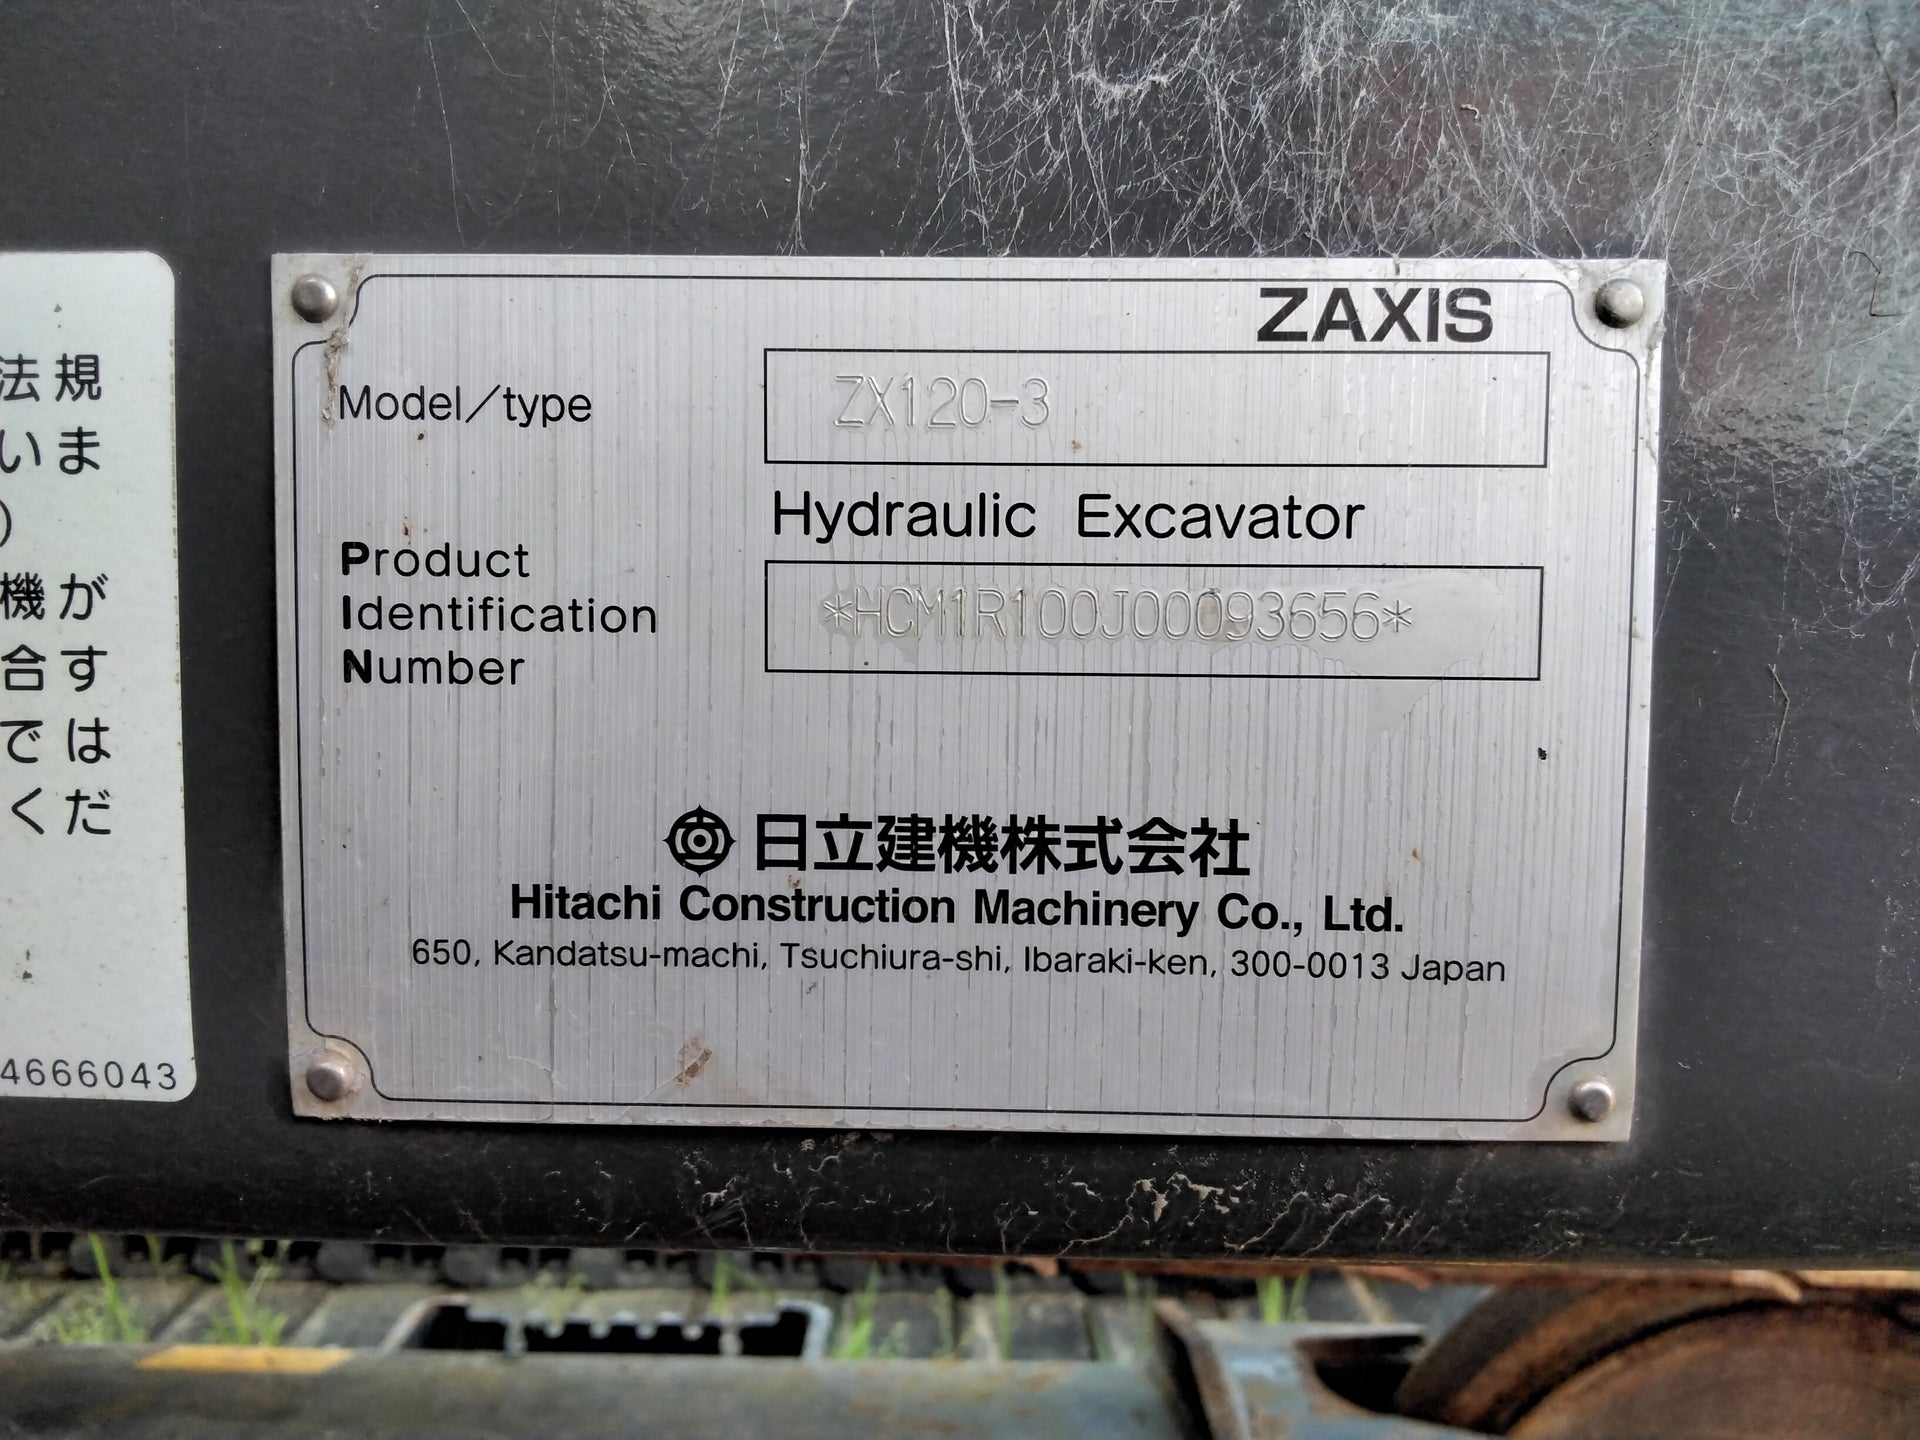 法規
いま
)
機が
合す
では
くだ
4666043
ZAXIS
Model/type
ZX120-3
Hydraulic Excavator
Product
Identification
Number
*HCM1R100J00093656*
日立建機株式会社
Hitachi Construction Machinery Co., Ltd.
650, Kandatsu-machi, Tsuchiura-shi, Ibaraki-ken, 300-0013 Japan